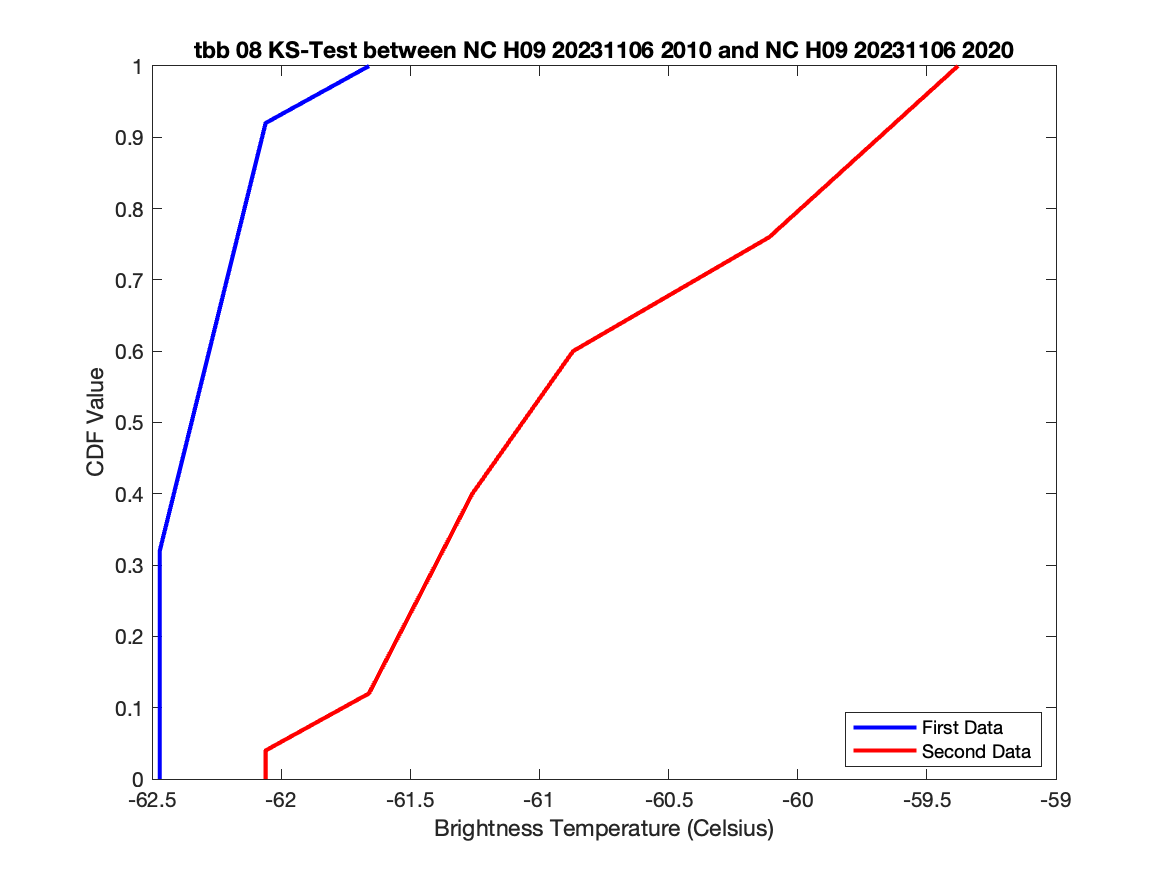 tbb 08 KS-Test between NC H09 20231106 2010 and NC H09 20231106 2020
1
0.9
0.8
0.7
0.6
0.5
0.4
0.3
0.2
0.1
0
CDF Value
First Data
Second Data
-62.5 -62 -61.5 -61 -60.5 -60 -59.5 -59
Brightness Temperature (Celsius)